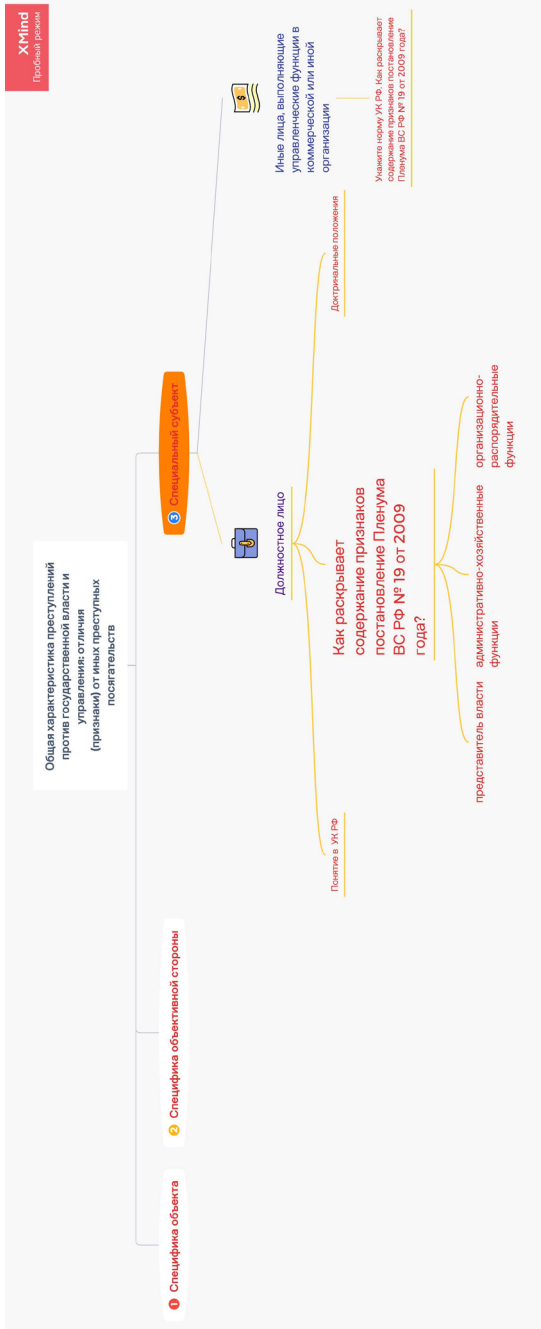 XMind
Пробный режим
Общая характеристика преступлений
против государственной власти и
управления: отличия
(признаки) от иных преступных
посягательств
1 Специфика объекта
2 Специфика объективной стороны
3 Специальный субъект
Должностное лицо
Понятие в УК РФ
Как раскрывает
содержание признаков
постановление Пленума
ВС РФ № 19 от 2009
года?
представитель власти
административно-хозяйственные
функции
организационно-
распорядительные
функции
Доктринальные положения
Иные лица, выполняющие
управленческие функции в
коммерческой или иной
организации
Укажите норму УК РФ. Как раскрывает
содержание признаков постановление
Пленума ВС РФ № 19 от 2009 года?